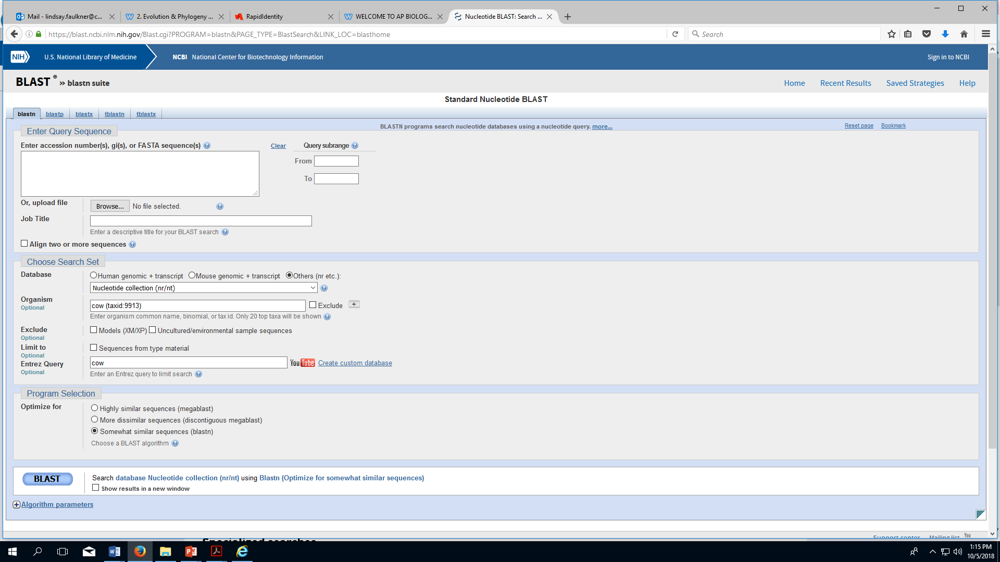 Mail - lindsay.faulkner@c...
2. Evolution & Phylogeny ...
RapidIdentity
WELCOME TO AP BIOLOG...
Nucleotide BLAST: Search ...
https://blast.ncbi.nlm.nih.gov/Blast.cgi?PROGRAM=blastn&PAGE_TYPE=BlastSearch&LINK_LOC=blasthome
Search
NIH U.S. National Library of Medicine NCBI National Center for Biotechnology Information Sign in to NCBI
BLAST ® » blastn suite
Home Recent Results Saved Strategies Help
Standard Nucleotide BLAST
blastn blastp blastx tblastn tblastx
BLASTN programs search nucleotide databases using a nucleotide query. more...
Reset page Bookmark
Enter Query Sequence
Enter accession number(s), gi(s), or FASTA sequence(s) Clear Query subrange
From
To
Or, upload file Browse... No file selected.
Job Title
Enter a descriptive title for your BLAST search
Align two or more sequences
Choose Search Set
Database Human genomic + transcript Mouse genomic + transcript Others (nr etc.):
Nucleotide collection (nr/nt)
Organism
Optional
cow (taxid:9913) Exclude +
Enter organism common name, binomial, or tax id. Only 20 top taxa will be shown
Exclude
Optional
Models (XM/XP) Uncultured/environmental sample sequences
Limit to
Optional
Sequences from type material
Entrez Query
Optional
cow YouTube Create custom database
Enter an Entrez query to limit search
Program Selection
Optimize for Highly similar sequences (megablast)
More dissimilar sequences (discontiguous megablast)
Somewhat similar sequences (blastn)
Choose a BLAST algorithm
BLAST Search database Nucleotide collection (nr/nt) using Blastn (Optimize for somewhat similar sequences)
Show results in a new window
Algorithm parameters
Support center Mailing list You
Specialized searches
1:15 PM
10/5/2018